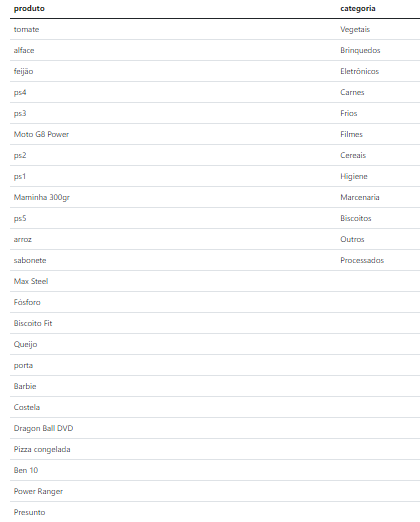 produto categoria
tomate Vegetais
alface Brinquedos
feijão Eletrônicos
ps4 Carnes
ps3 Frios
Moto G8 Power Filmes
ps2 Cereais
ps1 Higiene
Maminha 300gr Marcenaria
ps5 Biscoitos
arroz Outros
sabonete Processados
Max Steel
Fósforo
Biscoito Fit
Queijo
porta
Barbie
Costela
Dragon Ball DVD
Pizza congelada
Ben 10
Power Ranger
Presunto